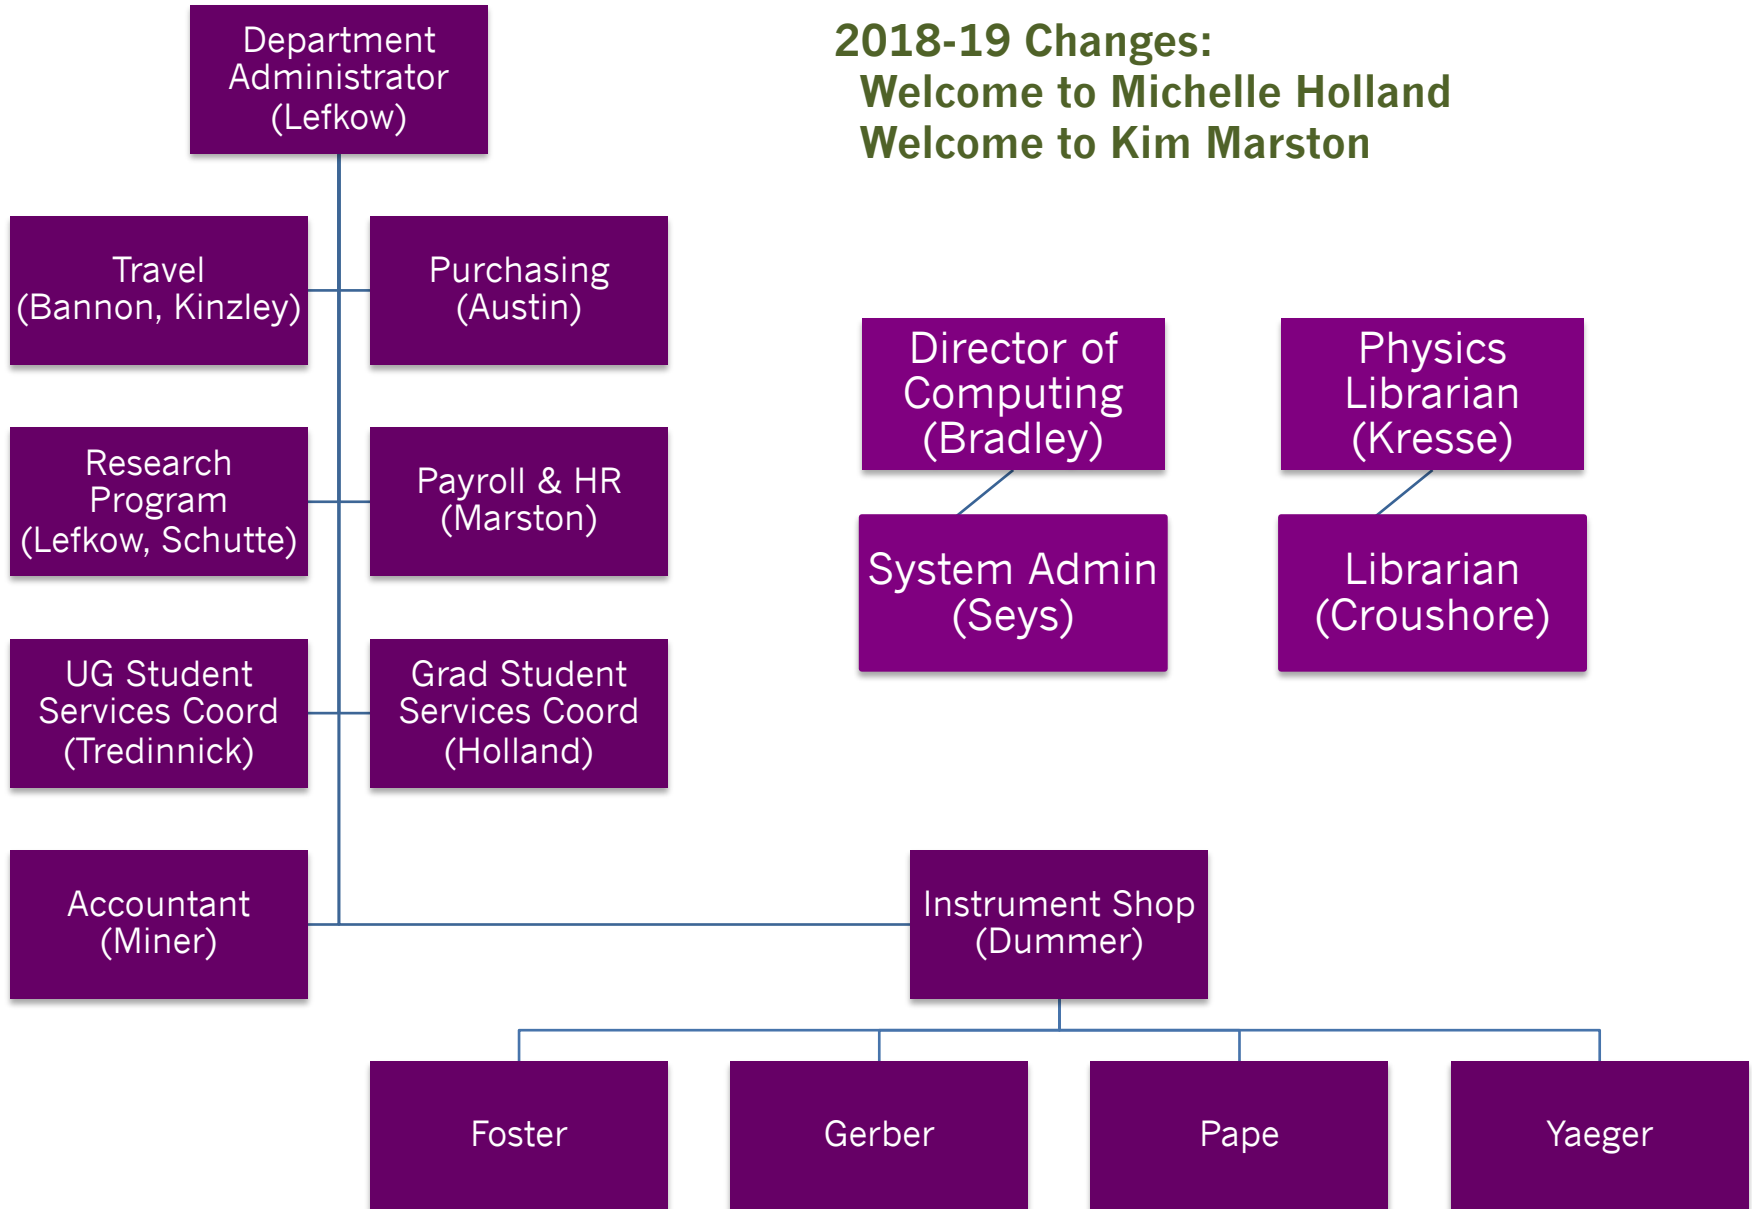 Department
Administrator
(Lefkow)
2018-19 Changes:
Welcome to Michelle Holland
Welcome to Kim Marston
Travel
(Bannon, Kinzley)
Purchasing
(Austin)
Research
Program
(Lefkow, Schutte)
Payroll & HR
(Marston)
UG Student
Services Coord
(Tredinnick)
Grad Student
Services Coord
(Holland)
Director of
Computing
(Bradley)
Physics
Librarian
(Kresse)
System Admin
(Seys)
Librarian
(Croushore)
Accountant
(Miner)
Instrument Shop
(Dummer)
Foster
Gerber
Pape
Yaeger